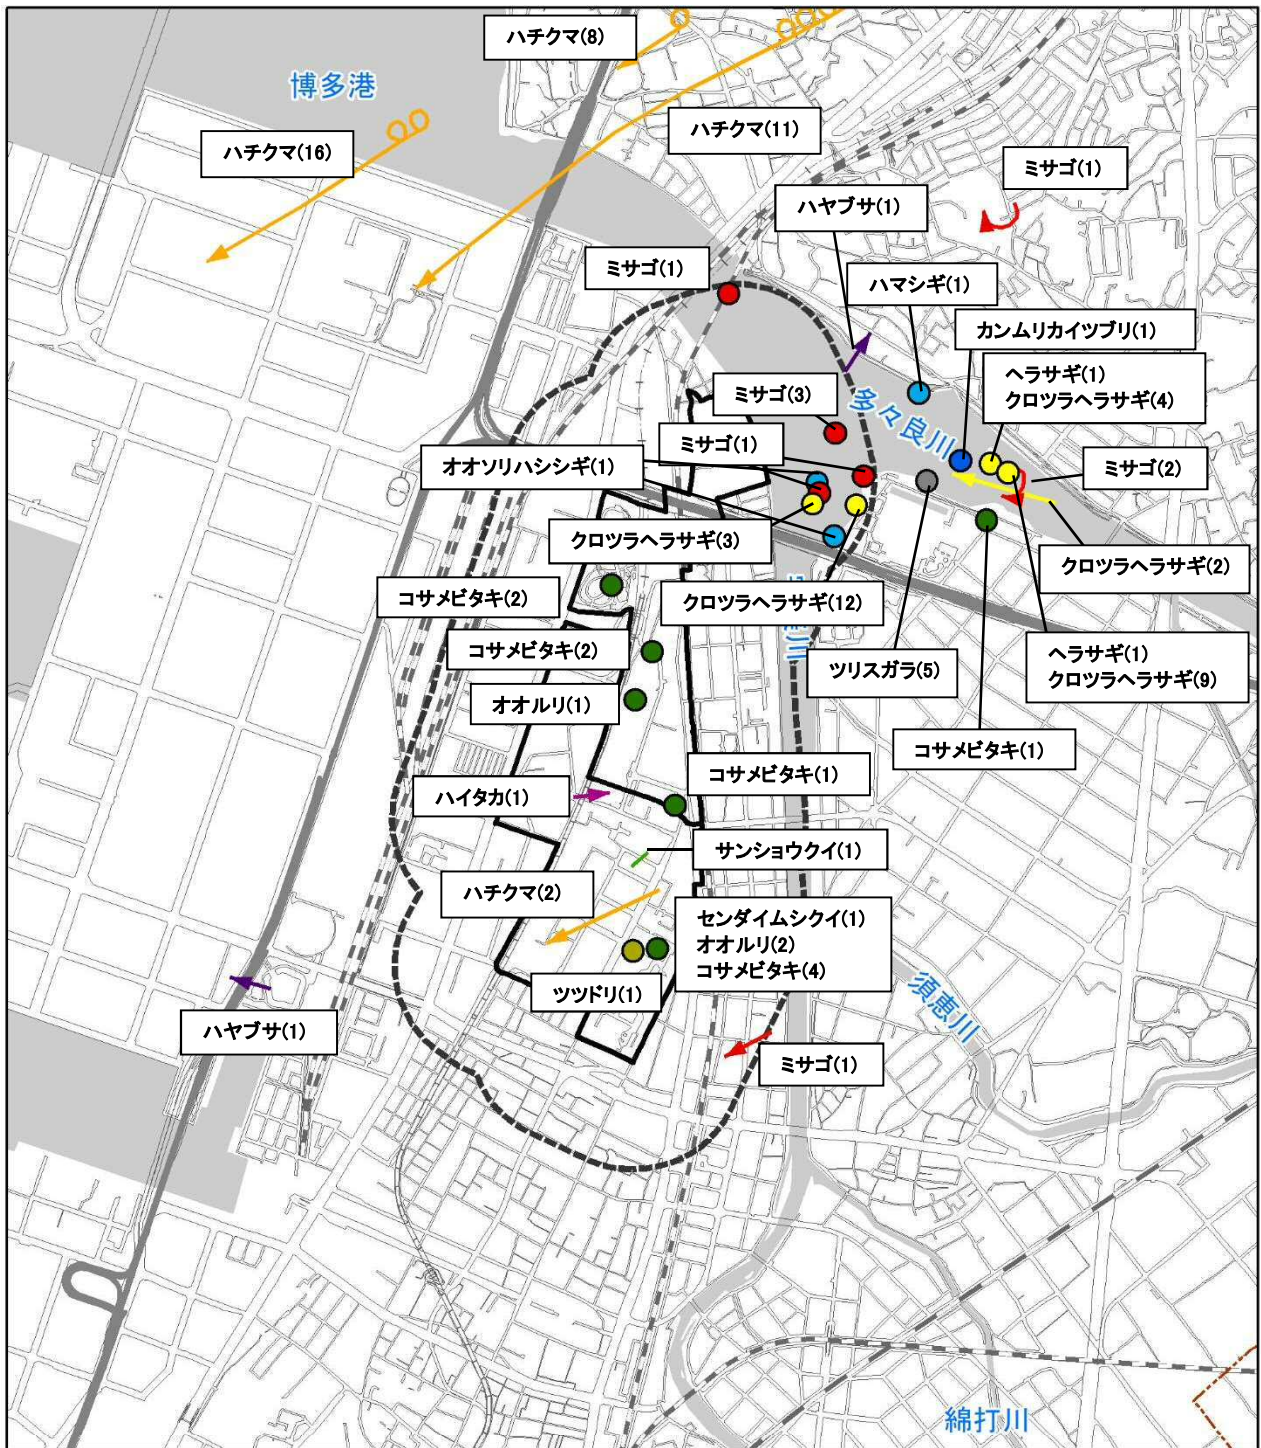 ハチクマ(8)
博多港
ハチクマ(11)
ハチクマ(16)
ミサゴ(1)
ハヤブサ(1)
ミサゴ(1)
ハマシギ(1)
カンムリカイツブリ(1)
ヘラサギ(1)
クロツラヘラサギ(4)
ミサゴ(3)
多々良川
ミサゴ(1)
オオソリハシシギ(1)
ミサゴ(2)
クロツラヘラサギ(3)
クロツラヘラサギ(2)
コサメビタキ(2)
クロツラヘラサギ(12)
コサメビタキ(2)
ツリスガラ(5)
ヘラサギ(1)
クロツラヘラサギ(9)
オオルリ(1)
コサメビタキ(1)
コサメビタキ(1)
ハイタカ(1)
サンショウクイ(1)
ハチクマ(2)
センダイムシクイ(1)
オオルリ(2)
コサメビタキ(4)
ツツドリ(1)
須恵川
ハヤブサ(1)
ミサゴ(1)
綿打川